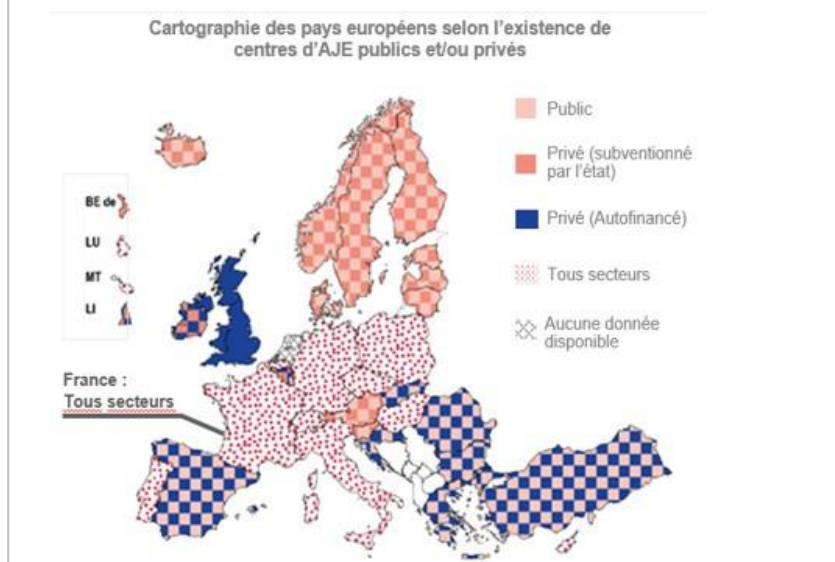 Cartographie des pays européens selon l'existence de
centres d'AJE publics et/ou privés
Public
Privé (subventionné
par l'état)
Privé (Autofinancé)
Tous secteurs
Aucune donnée
disponible
BE de
LU
MT
LI
France :
Tous secteurs